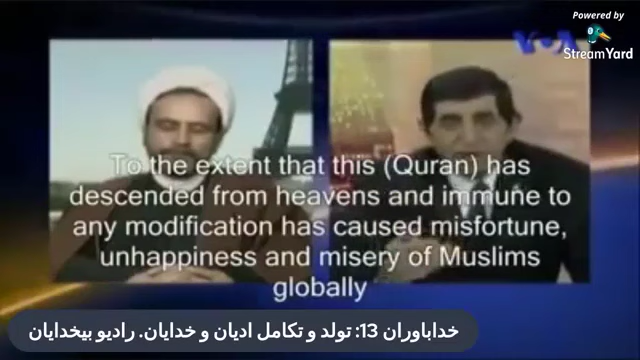 Powered by
StreamYard
VOA
To the extent that this (Quran) has
descended from heavens and immune to
any modification has caused misfortune,
unhappiness and misery of Muslims
globally
خداباوران 13: تولد و تکامل ادیان و خدایان. رادیو بیخدایان